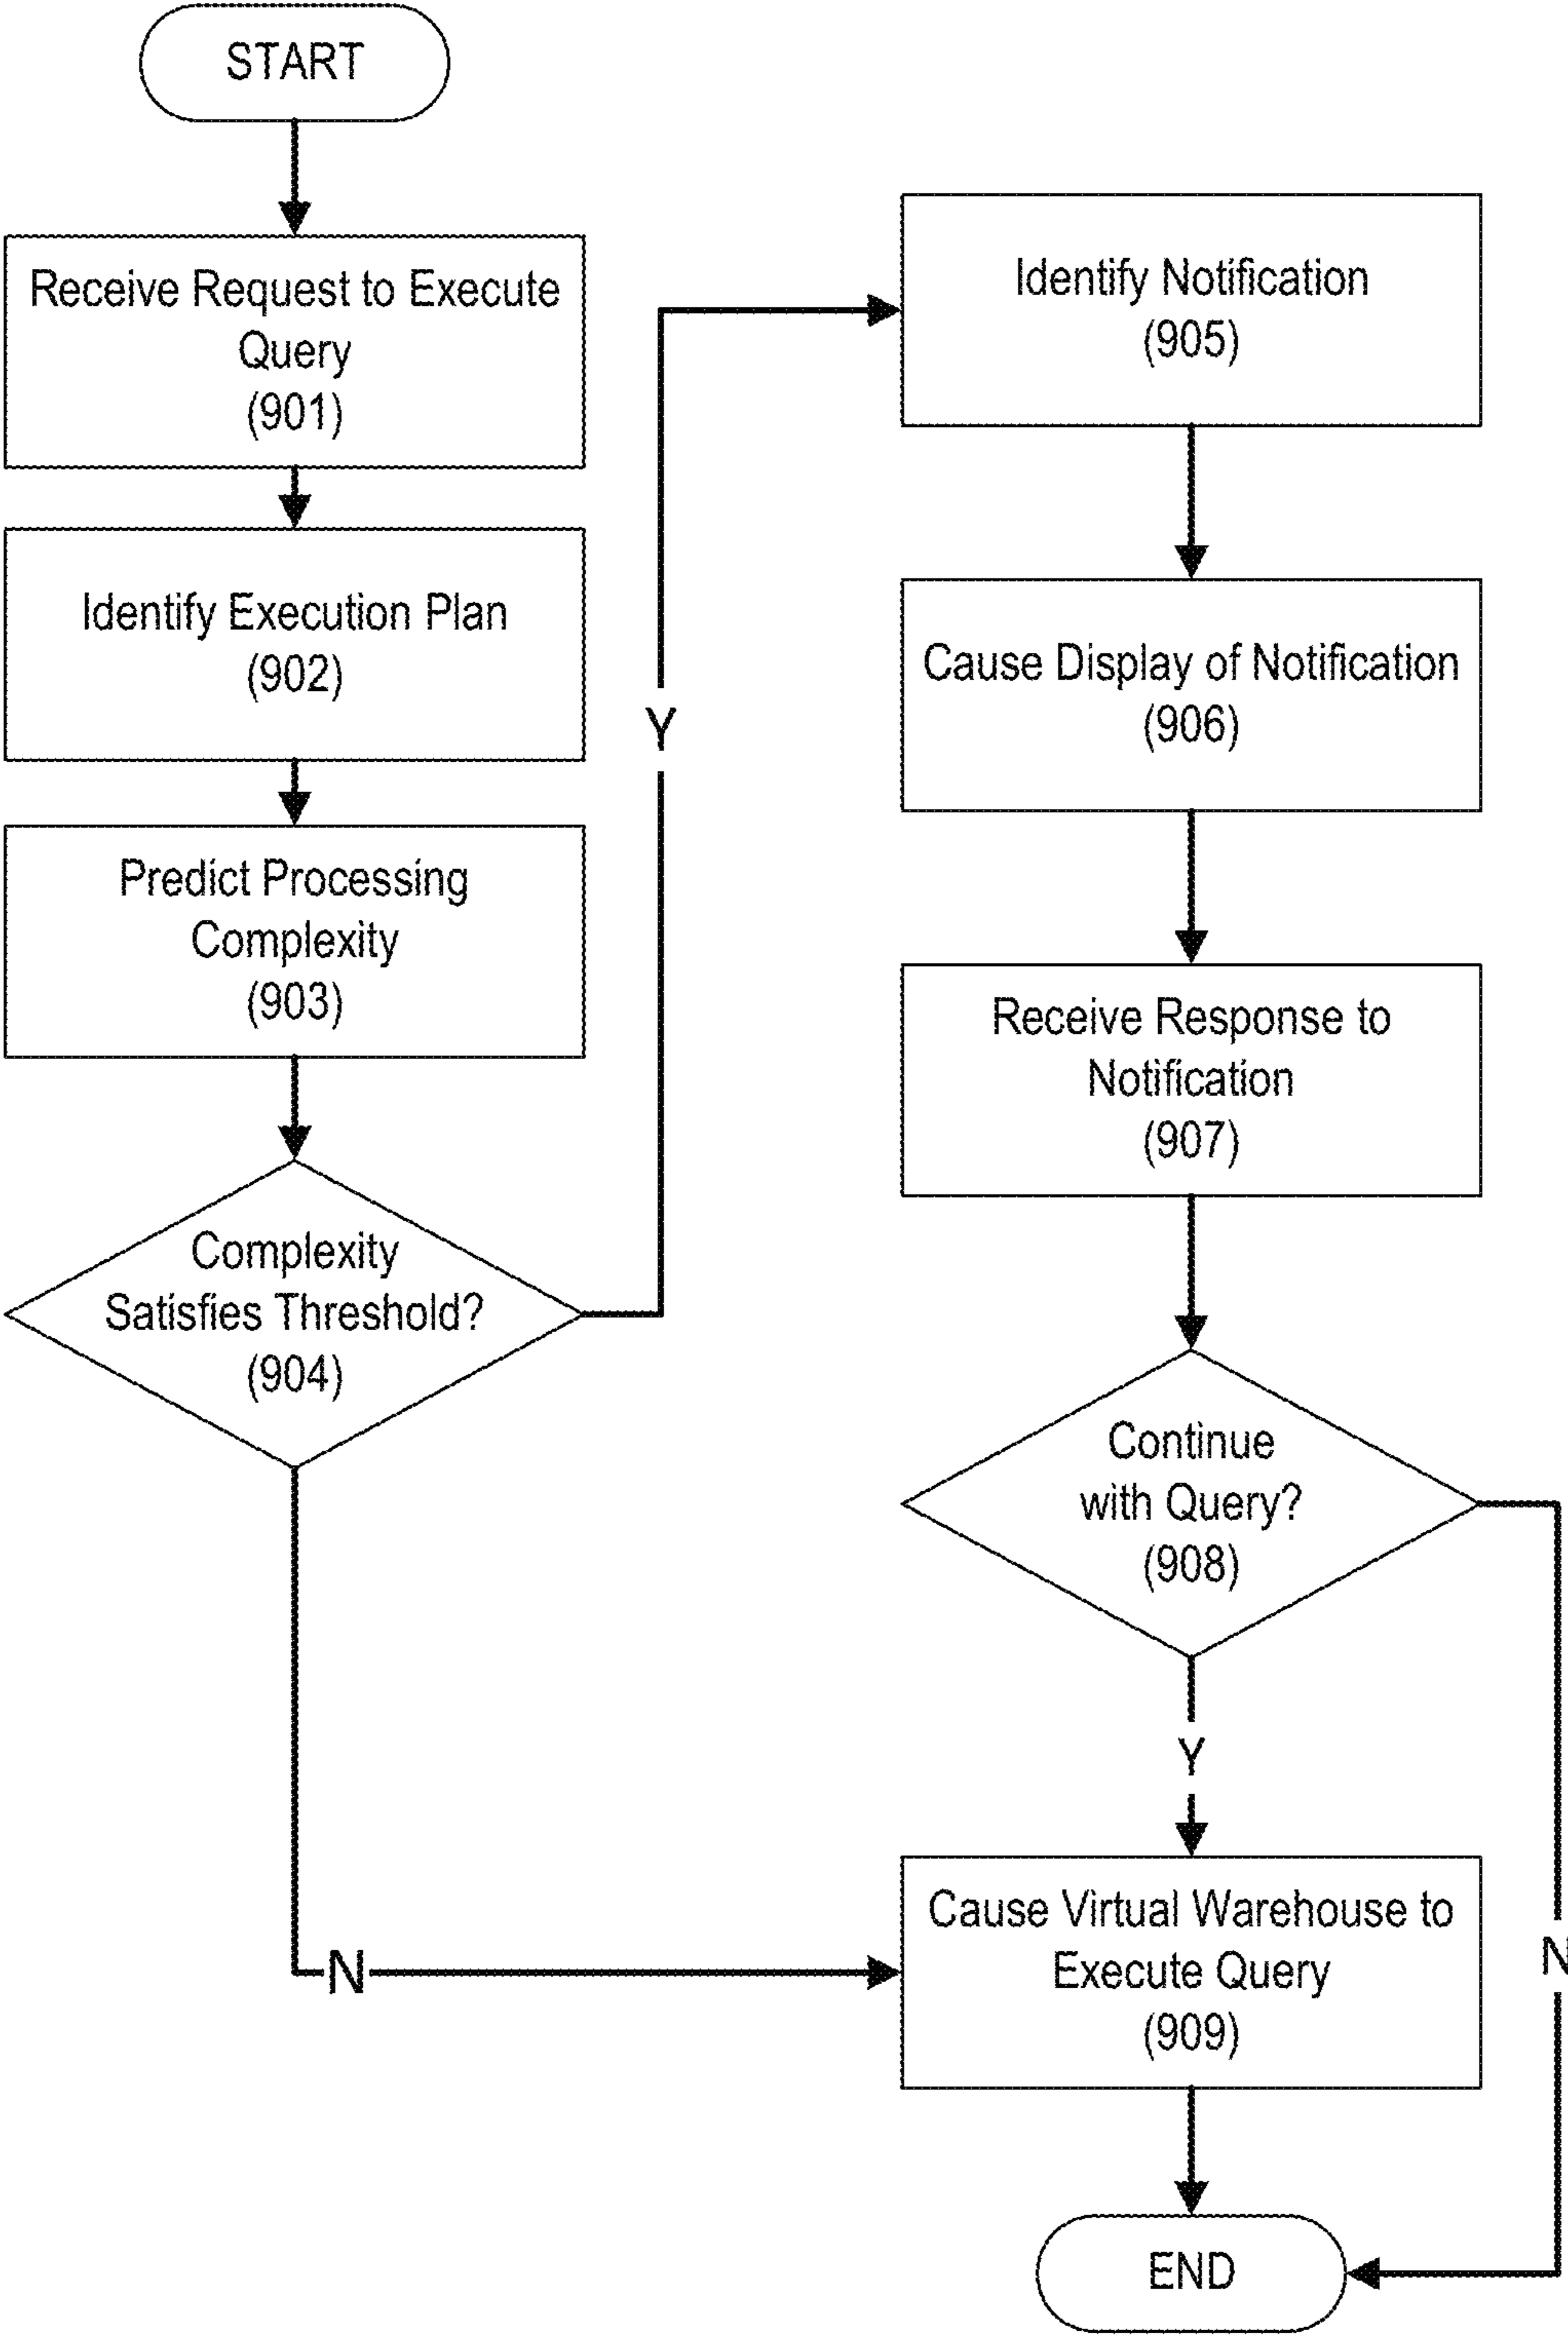 START
Receive Request to Execute
Query
(901)
Identify Execution Plan
(902)
Predict Processing
Complexity
(903)
Complexity
Satisfies Threshold?
(904)
Y
N
Identify Notification
(905)
Cause Display of Notification
(906)
Receive Response to
Notification
(907)
Continue
with Query?
(908)
Y
N
Cause Virtual Warehouse to
Execute Query
(909)
END